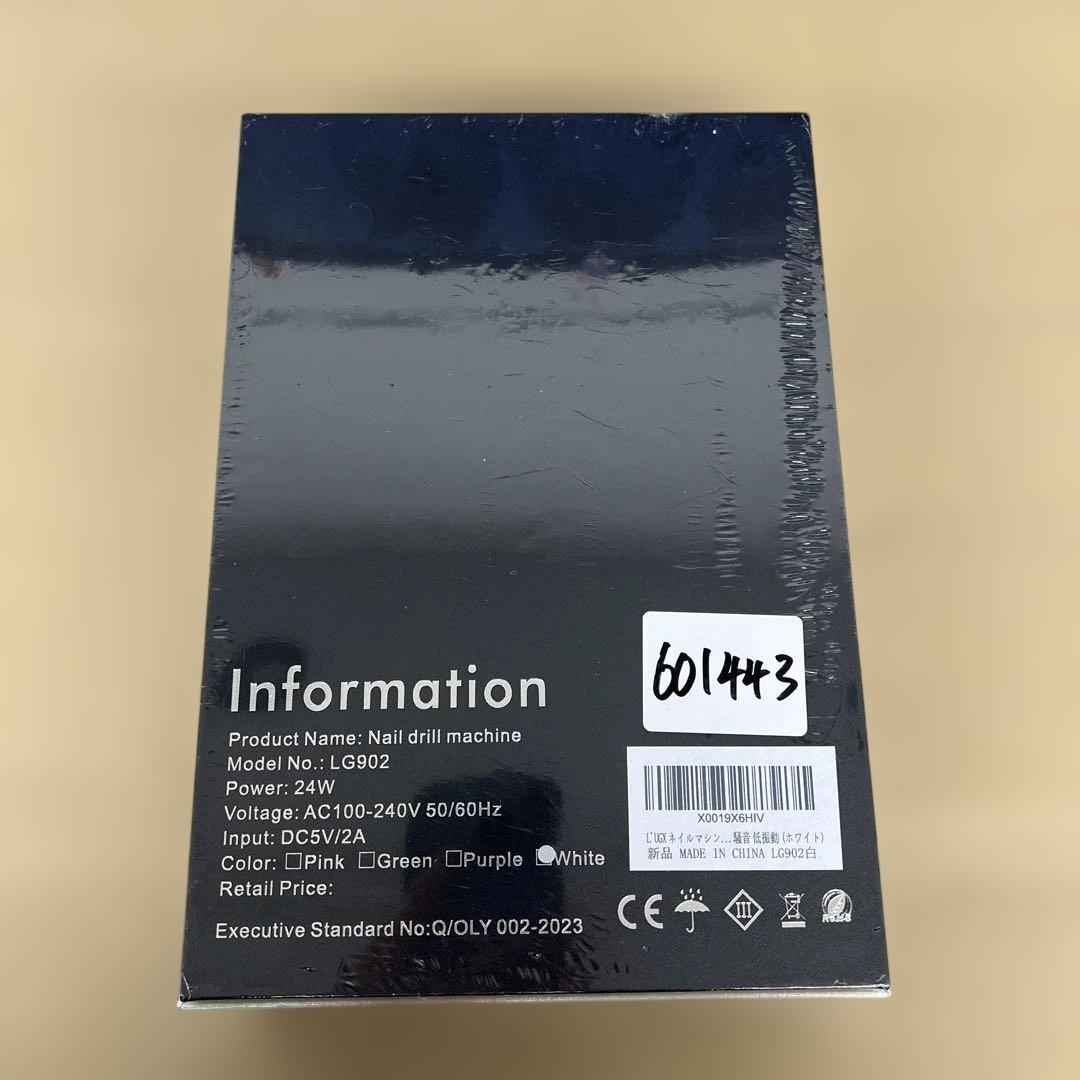 601443
X0019X6HIV
L'UGX ネイルマシン...騒音 低振動 (ホワイト)
新品 MADE IN CHINA LG902白
Information
Product Name: Nail drill machine
Model No.: LG902
Power: 24W
Voltage: AC100-240V 50/60Hz
Input: DC5V/2A
Color: □Pink □Green □Purple □White
Retail Price:
Executive Standard No:Q/OLY 002-2023
CE
III
RoHS